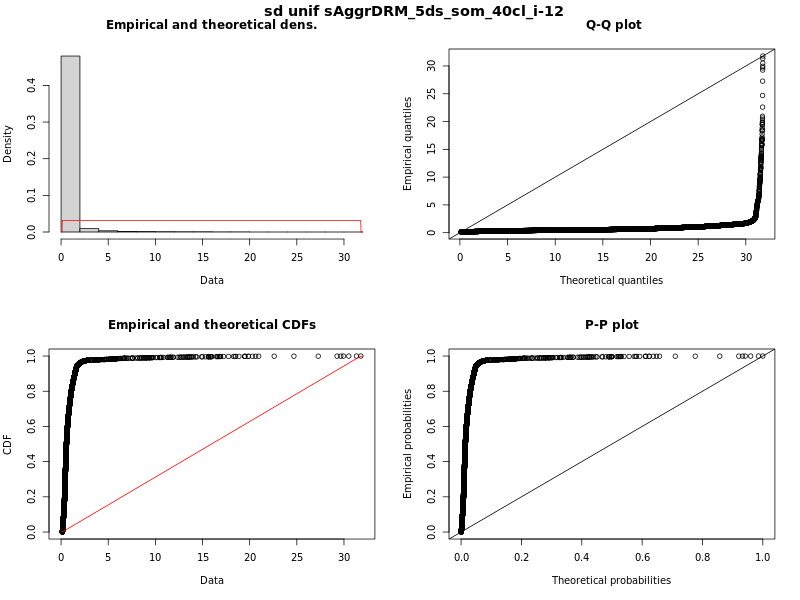 sd unif sAggrDRM_5ds_som_40cl_i-12
Empirical and theoretical dens.
Density
0.0 0.1 0.2 0.3 0.4
0 5 10 15 20 25 30
Data
Q-Q plot
Empirical quantiles
0 5 10 15 20 25 30
0 5 10 15 20 25 30
Theoretical quantiles
Empirical and theoretical CDFs
CDF
0.0 0.2 0.4 0.6 0.8 1.0
0 5 10 15 20 25 30
Data
P-P plot
Empirical probabilities
0.0 0.2 0.4 0.6 0.8 1.0
0.0 0.2 0.4 0.6 0.8 1.0
Theoretical probabilities